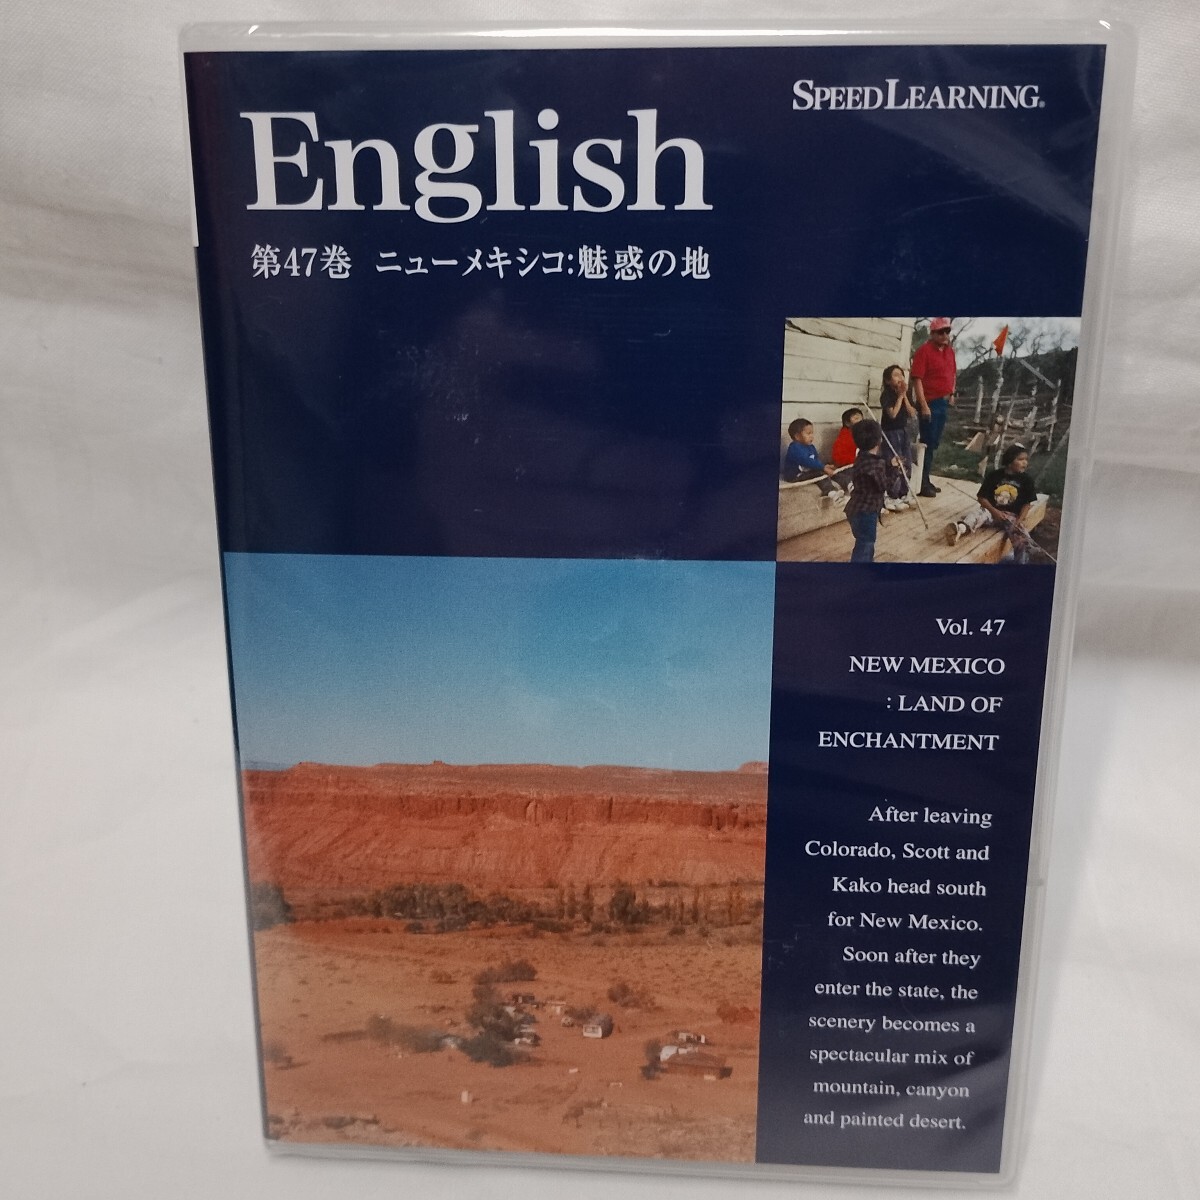 SPEEDLEARNING®
English
第47巻 ニューメキシコ:魅惑の地
Vol. 47
NEW MEXICO
: LAND OF
ENCHANTMENT
After leaving
Colorado, Scott and
Kako head south
for New Mexico.
Soon after they
enter the state, the
scenery becomes a
spectacular mix of
mountain, canyon
and painted desert.